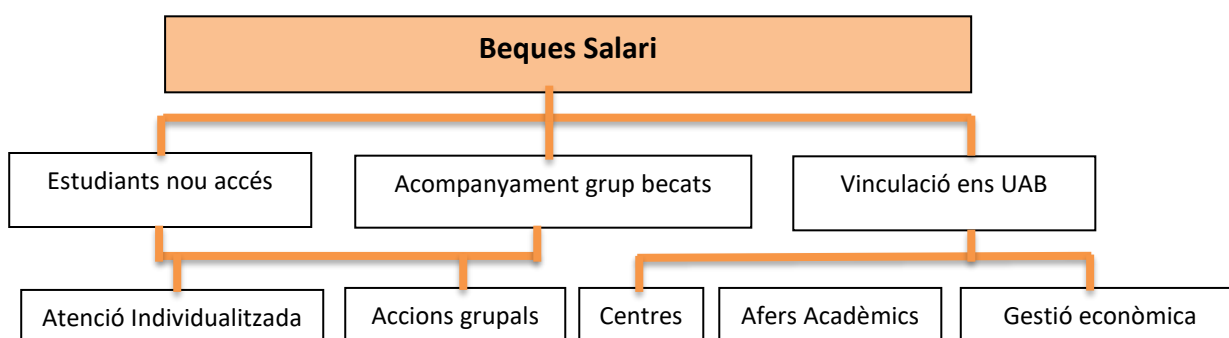 Beques Salari
Estudiants nou accés
Acompanyament grup becats
Vinculació ens UAB
Atenció Individualitzada
Accions grupals
Centres
Afers Acadèmics
Gestió econòmica